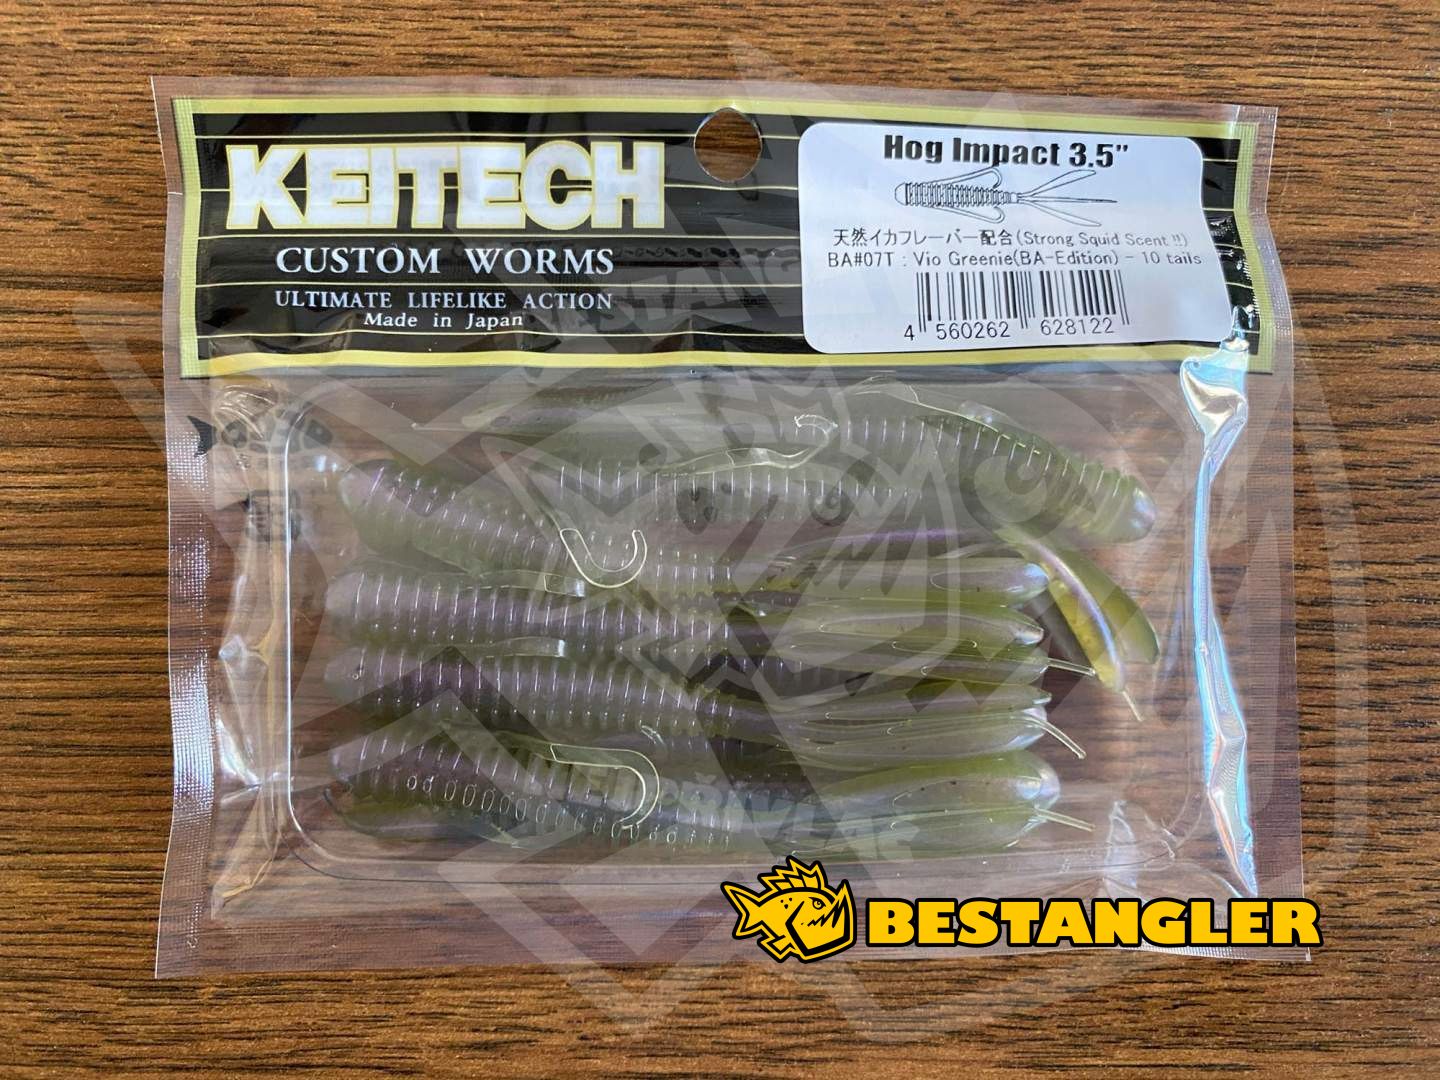 KEITECH
CUSTOM WORMS
ULTIMATE LIFELIKE ACTION
Made in Japan
Hog Impact 3.5"
天然イカフレーバー配合(Strong Squid Scent !!)
BA#07T : Vio Greenie(BA-Edition) - 10 tails
4 560262 628122
BESTANGLER